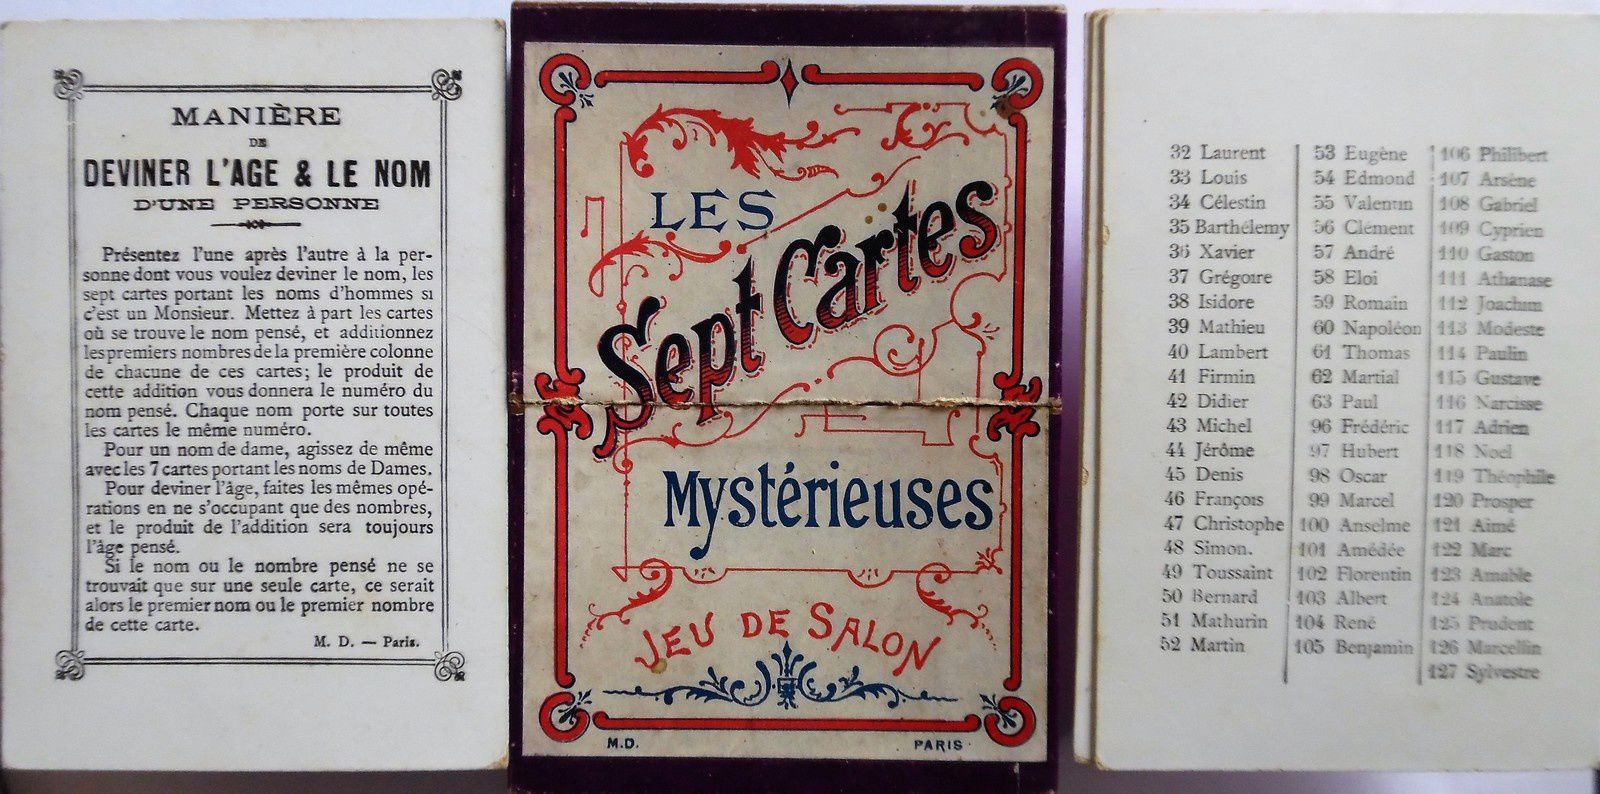 MANIÈRE
DE
DEVINER L'AGE & LE NOM
D'UNE PERSONNE
Présentez l'une après l'autre à la per-
sonne dont vous voulez deviner le nom, les
sept cartes portant les noms d'hommes si
c'est un Monsieur. Mettez à part les cartes
où se trouve le nom pensé, et additionnez
les premiers nombres de la première colonne
de chacune de ces cartes; le produit de
cette addition vous donnera le numéro du
nom pensé. Chaque nom porte sur toutes
les cartes le même numéro.
Pour un nom de dame, agissez de même
avec les 7 cartes portant les noms de Dames.
Pour deviner l'âge, faites les mêmes opé-
rations en ne s'occupant que des nombres,
et le produit de l'addition sera toujours
l'âge pensé.
Si le nom ou le nombre pensé ne se
trouvait que sur une seule carte, ce serait
alors le premier nom ou le premier nombre
de cette carte.
M. D. — Paris.
LES
Sept Cartes
Mystérieuses
JEU DE SALON
M.D. PARIS
32 Laurent
33 Louis
34 Célestin
35 Barthélemy
36 Xavier
37 Grégoire
38 Isidore
39 Mathieu
40 Lambert
41 Firmin
42 Didier
43 Michel
44 Jérôme
45 Denis
46 François
47 Christophe
48 Simon.
49 Toussaint
50 Bernard
51 Mathurin
52 Martin
53 Eugène
54 Edmond
55 Valentin
56 Clément
57 André
58 Eloi
59 Romain
60 Napoléon
61 Thomas
62 Martial
63 Paul
96 Frédéric
97 Hubert
98 Oscar
99 Marcel
100 Anselme
101 Amédée
102 Florentin
103 Albert
104 René
105 Benjamin
106 Philibert
107 Arsène
108 Gabriel
109 Cyprien
110 Gaston
111 Athanase
112 Joachim
113 Modeste
114 Paulin
115 Gustave
116 Narcisse
117 Adrien
118 Noel
119 Théophile
120 Prosper
121 Aimé
122 Marc
123 Amable
124 Anatole
125 Prudent
126 Marcellin
127 Sylvestre